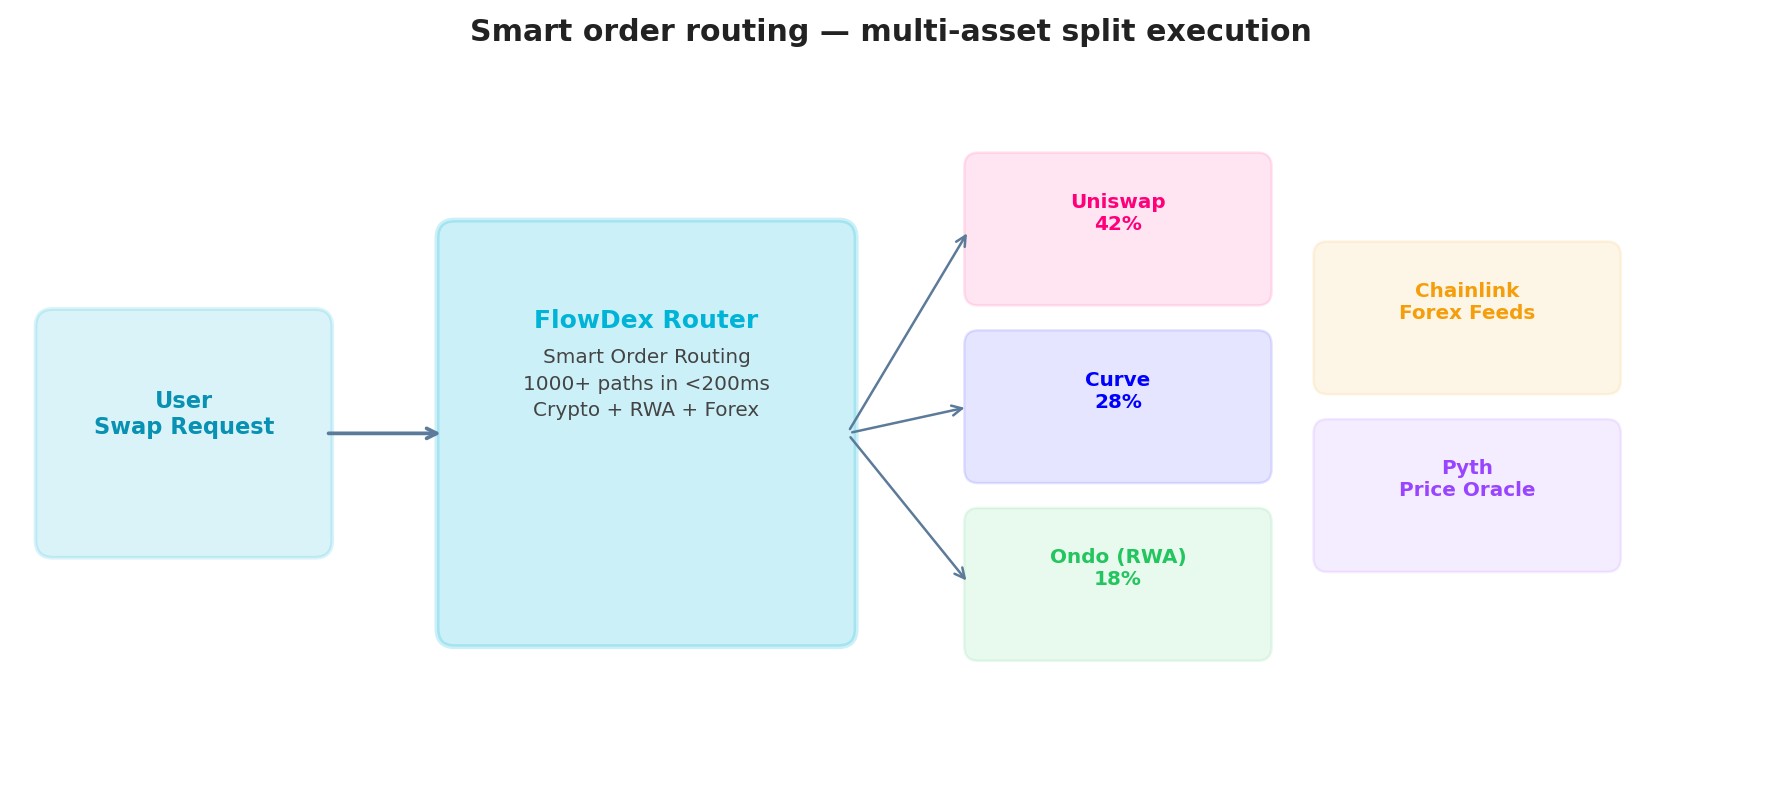 Smart order routing — multi-asset split execution
User
Swap Request
FlowDex Router
Smart Order Routing
1000+ paths in <200ms
Crypto + RWA + Forex
Uniswap
42%
Curve
28%
Ondo (RWA)
18%
Chainlink
Forex Feeds
Pyth
Price Oracle